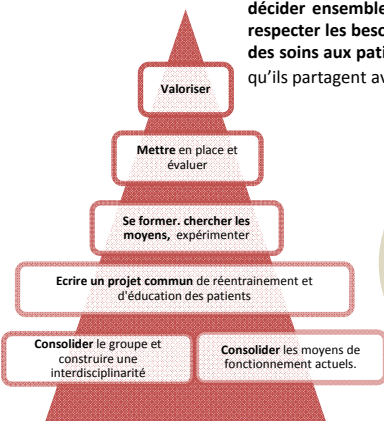 décider ensemble
respecter les besc
des soins aux pati
qu'ils partagent av
Valoriser
Mettre en place et
évaluer
Se former. chercher les
moyens, expérimenter
Ecrire un projet commun de réentrainement et
d'éducation des patients
Consolider le groupe et
construire une
interdisciplinarité
Consolider les moyens de
fonctionnement actuels.